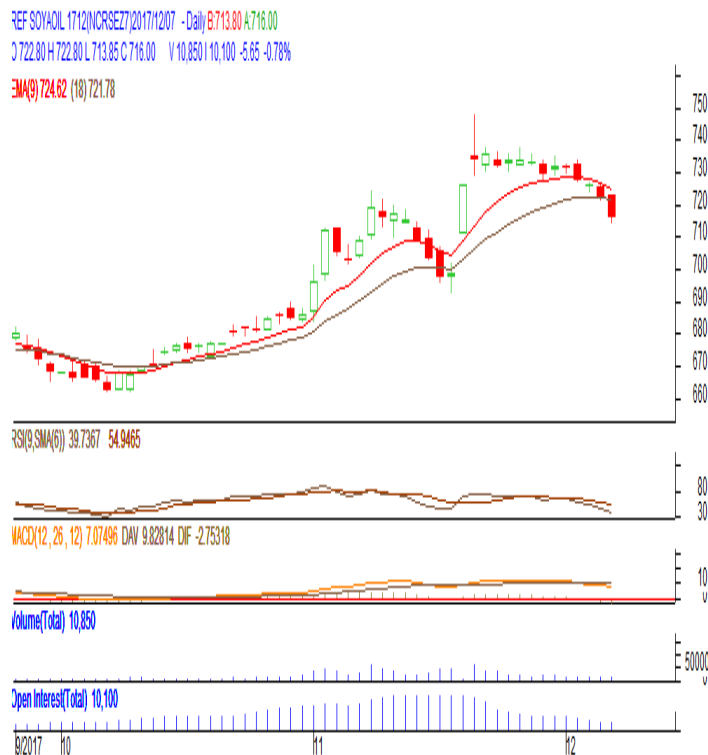 REF SOYAOIL 1712(NCRSEZ7)2017/12/07 - Daily B:713.80 A:716.00
O 722.80 H 722.80 L 713.85 C 716.00 V 10,850 I 10,100 -5.65 -0.78%
EMA(9) 724.62 (18) 721.78
750
740
730
720
710
700
690
680
670
660
RSI(9,SMA(6)) 39.7367 54.9465
80
30
MACD(12 , 26 , 12) 7.07496 DAV 9.82814 DIF -2.75318
10
0
Volume(Total) 10,850
50000
0
Open Interest(Total) 10,100
9/2017 10 11 12